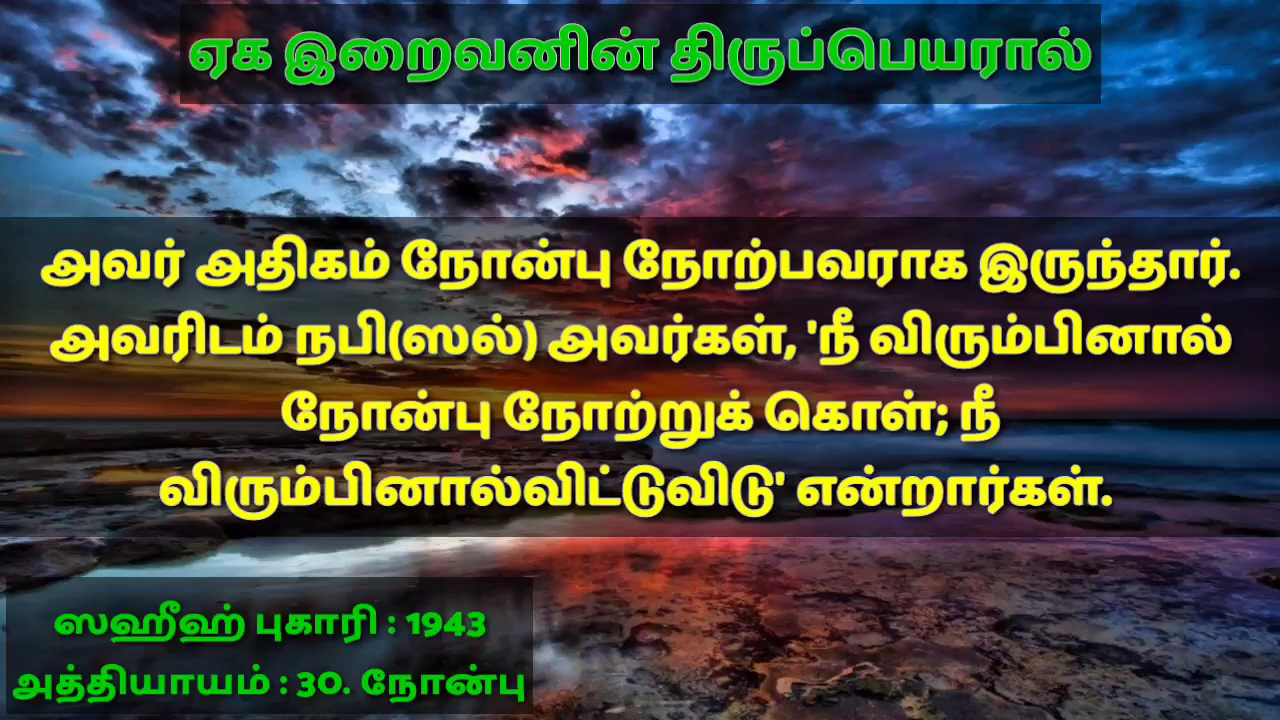 ஏக இறைவனின் திருப்பெயரால்
அவர் அதிகம் நோன்பு நோற்பவராக இருந்தார்.
அவரிடம் நபி(ஸல்) அவர்கள், 'நீ விரும்பினால்
நோன்பு நோற்றுக் கொள்; நீ
விரும்பினால்விட்டுவிடு' என்றார்கள்.
ஸஹீஹ் புகாரி : 1943
அத்தியாயம் : 30. நோன்பு